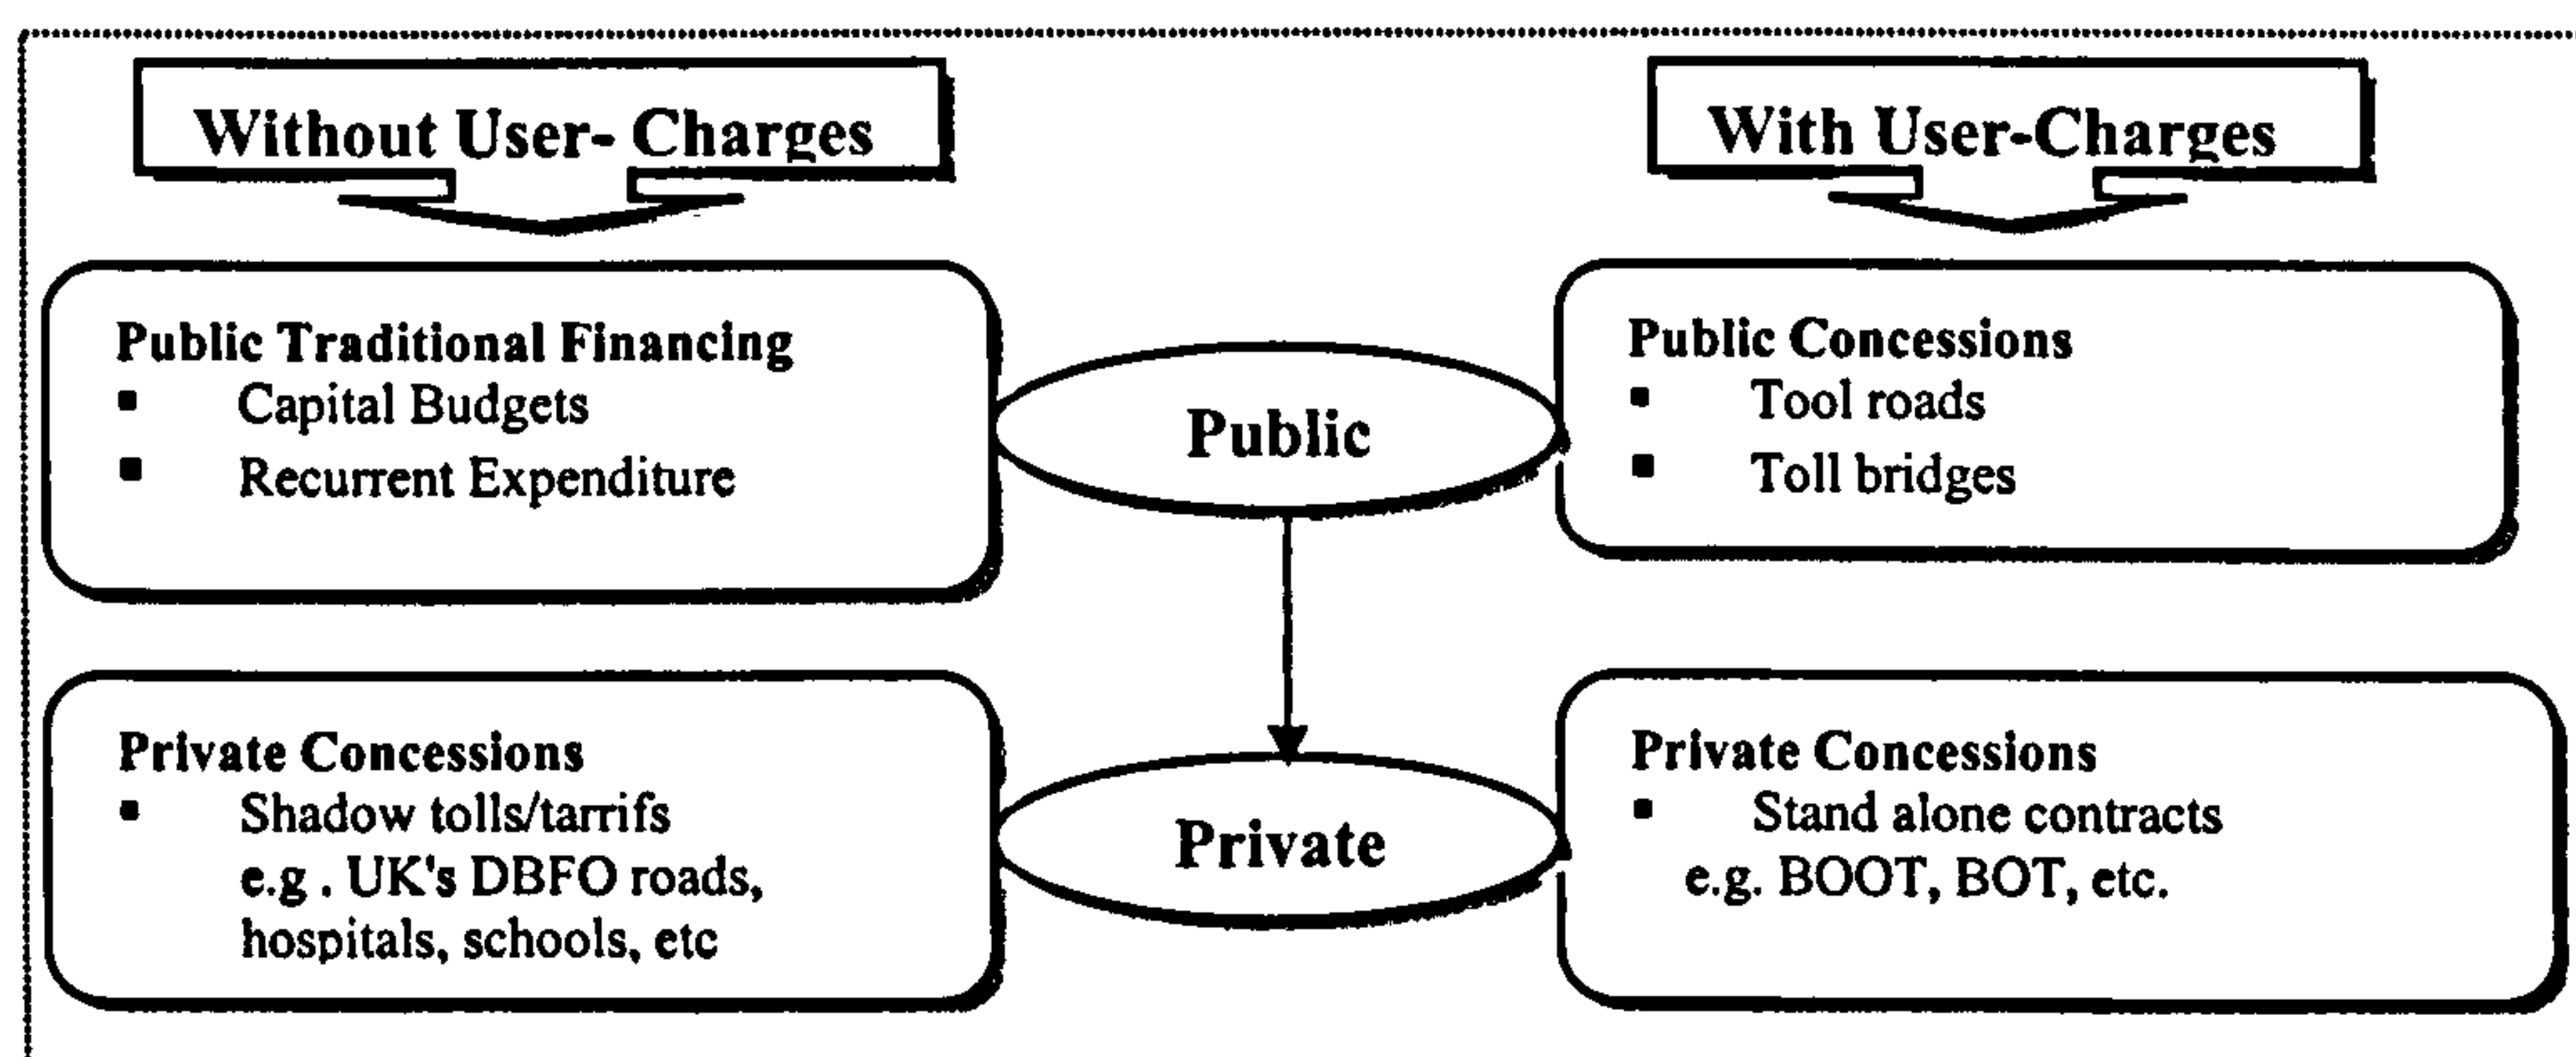 Without User- Charges
With User-Charges
Public Traditional Financing
▪ Capital Budgets
▪ Recurrent Expenditure
Public
Public Concessions
▪ Tool roads
▪ Toll bridges
Private Concessions
▪ Shadow tolls/tarrifs
e.g . UK's DBFO roads,
hospitals, schools, etc
Private
Private Concessions
▪ Stand alone contracts
e.g. BOOT, BOT, etc.